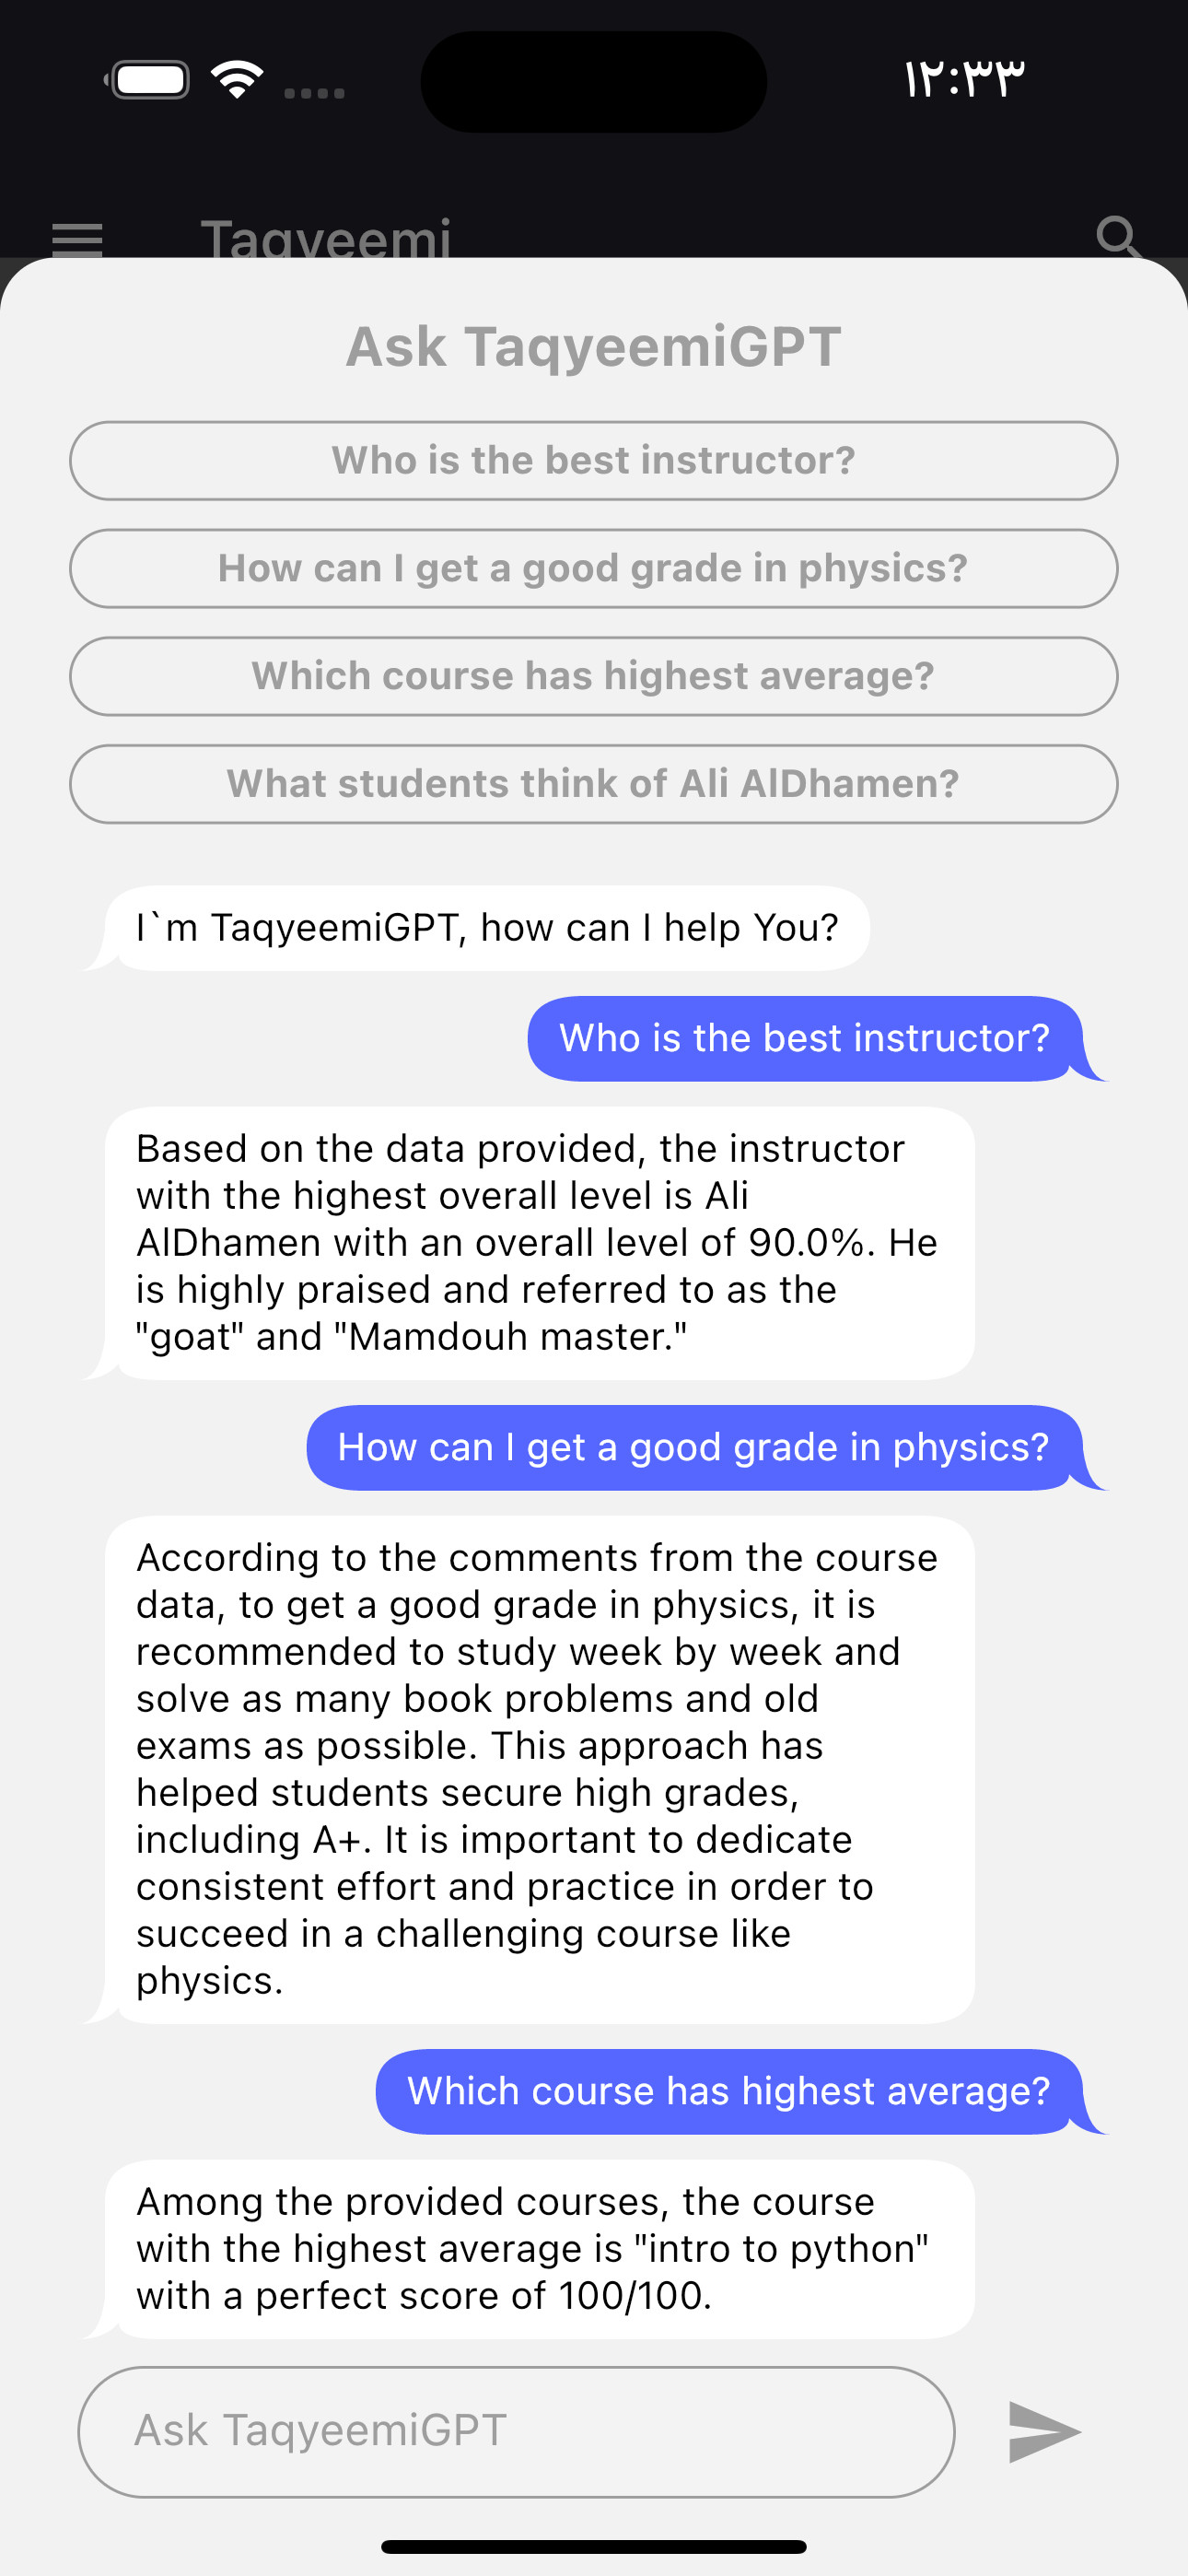 ١٢:٣٣
Taqyeemi
Ask TaqyeemiGPT
Who is the best instructor?
How can I get a good grade in physics?
Which course has highest average?
What students think of Ali AlDhamen?
I`m TaqyeemiGPT, how can I help You?
Who is the best instructor?
Based on the data provided, the instructor
with the highest overall level is Ali
AlDhamen with an overall level of 90.0%. He
is highly praised and referred to as the
"goat" and "Mamdouh master."
How can I get a good grade in physics?
According to the comments from the course
data, to get a good grade in physics, it is
recommended to study week by week and
solve as many book problems and old
exams as possible. This approach has
helped students secure high grades,
including A+. It is important to dedicate
consistent effort and practice in order to
succeed in a challenging course like
physics.
Which course has highest average?
Among the provided courses, the course
with the highest average is "intro to python"
with a perfect score of 100/100.
Ask TaqyeemiGPT